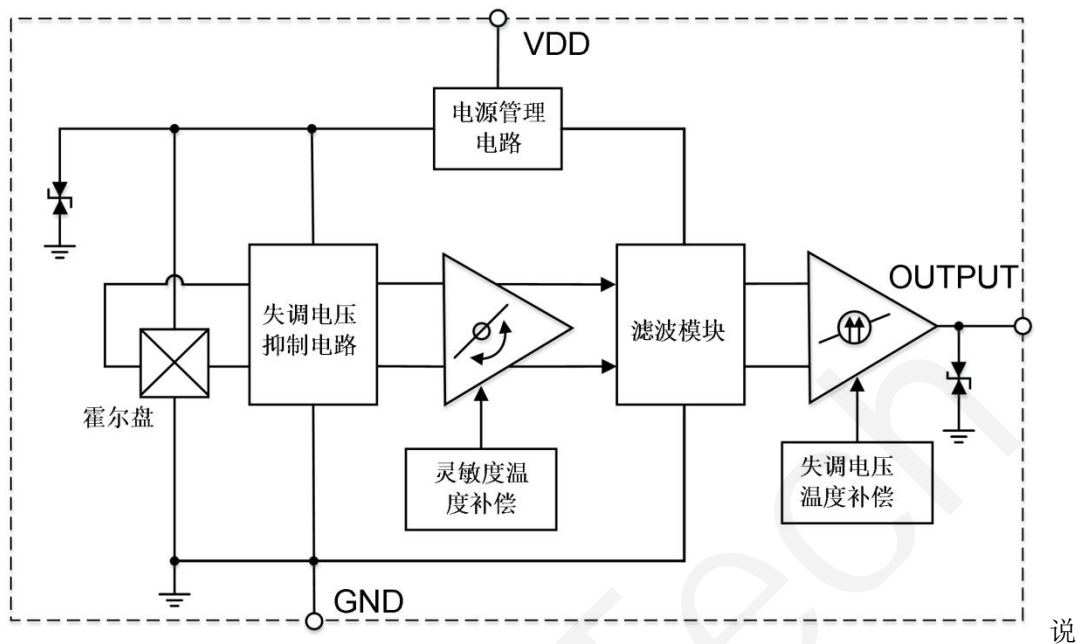 VDD
电源管理
电路
失调电压
抑制电路
滤波模块
OUTPUT
霍尔盘
灵敏度温
度补偿
失调电压
温度补偿
GND
Tech
说